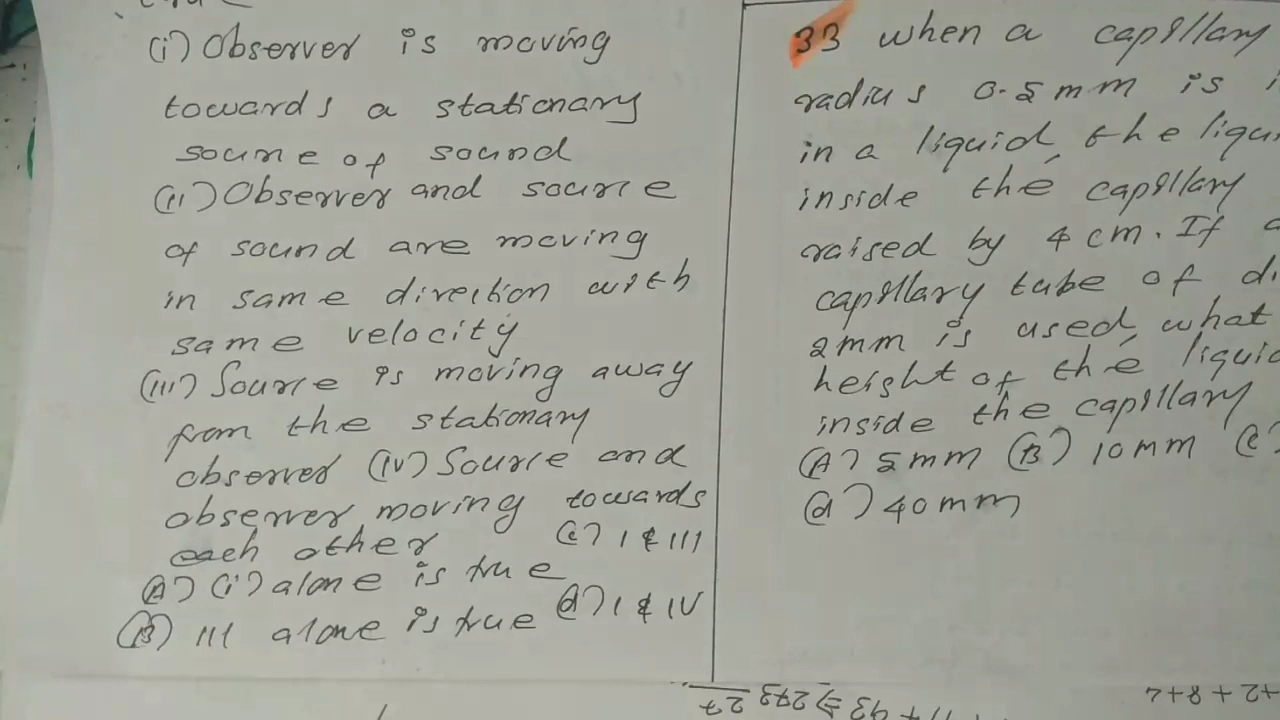 (i) Observer is moving
towards a stationary
source of sound
(ii) Observer and source
of sound are moving
in same direction with
same velocity
(iii) Source is moving away
from the stationary
observer (iv) Source and
observer moving towards
each other (c) I & III
(A) (i) alone is true
(B) III alone is true (d) I & IV
33 when a capillary
radius 0.5mm is
in a liquid, the
inside the capillary
raised by 4cm. If
capillary tube of
2mm is used, what
height of the
inside the capillary
(A) 5mm (B) 10mm (c)
(d) 40mm